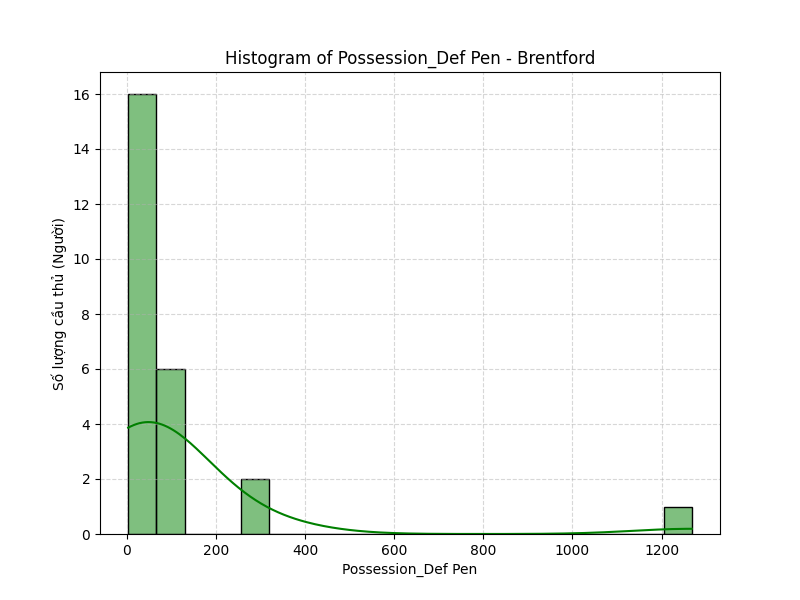 Histogram of Possession_Def Pen - Brentford
16
14
12
10
8
6
4
2
0
Số lượng cầu thủ (Người)
0 200 400 600 800 1000 1200
Possession_Def Pen